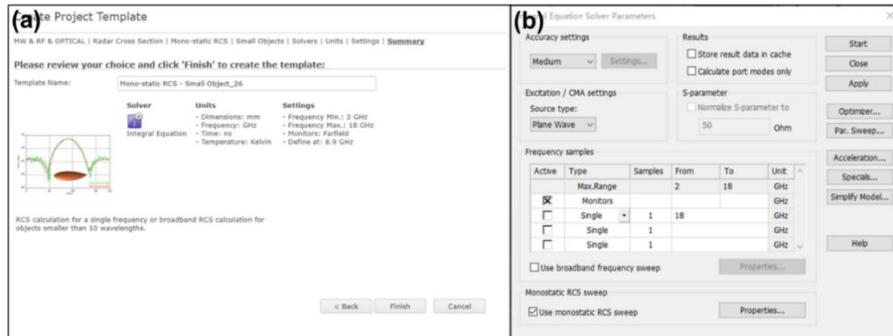 (a)
Create Project Template
MW & RF & OPTICAL | Radar Cross Section | Mono-static RCS | Small Objects | Solvers | Units | Settings | Summary
Please review your choice and click 'Finish' to create the template:
Template Name: Mono-static RCS - Small Object_26
Solver Units Settings
Integral Equation
- Dimensions: mm
- Frequency: GHz
- Time: ns
- Temperature: Kelvin
- Frequency Min.: 2 GHz
- Frequency Max.: 18 GHz
- Monitors: Farfield
- Define at: 8.9 GHz
RCS calculation for a single frequency or broadband RCS calculation for
objects smaller than 10 wavelengths.
< Back Finish Cancel
(b)
Equation Solver Parameters
Accuracy settings
Medium Settings...
Results
Store result data in cache
Calculate port modes only
Excitation / CMA settings
Source type:
Plane Wave
S-parameter
Normalize S-parameter to
50 Ohm
Frequency samples
Active Type Samples From To Unit
Max.Range 2 18 GHz
Monitors GHz
Single 1 18 GHz
Single 1 GHz
Single 1 GHz
Use broadband frequency sweep Properties...
Monostatic RCS sweep
Use monostatic RCS sweep Properties...
Start
Close
Apply
Optimizer...
Par. Sweep...
Acceleration...
Specials...
Simplify Model...
Help